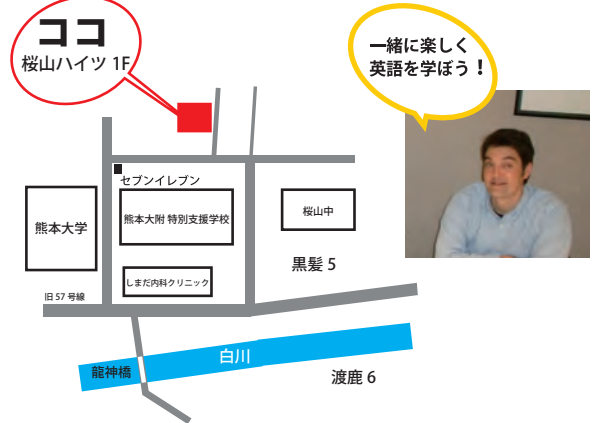 ココ
桜山ハイツ 1F
一緒に楽しく
英語を学ぼう！
セブンイレブン
熊本大学
熊本大附 特別支援学校
桜山中
黒髪 5
しまだ内科クリニック
旧 57 号線
白川
龍神橋
渡鹿 6